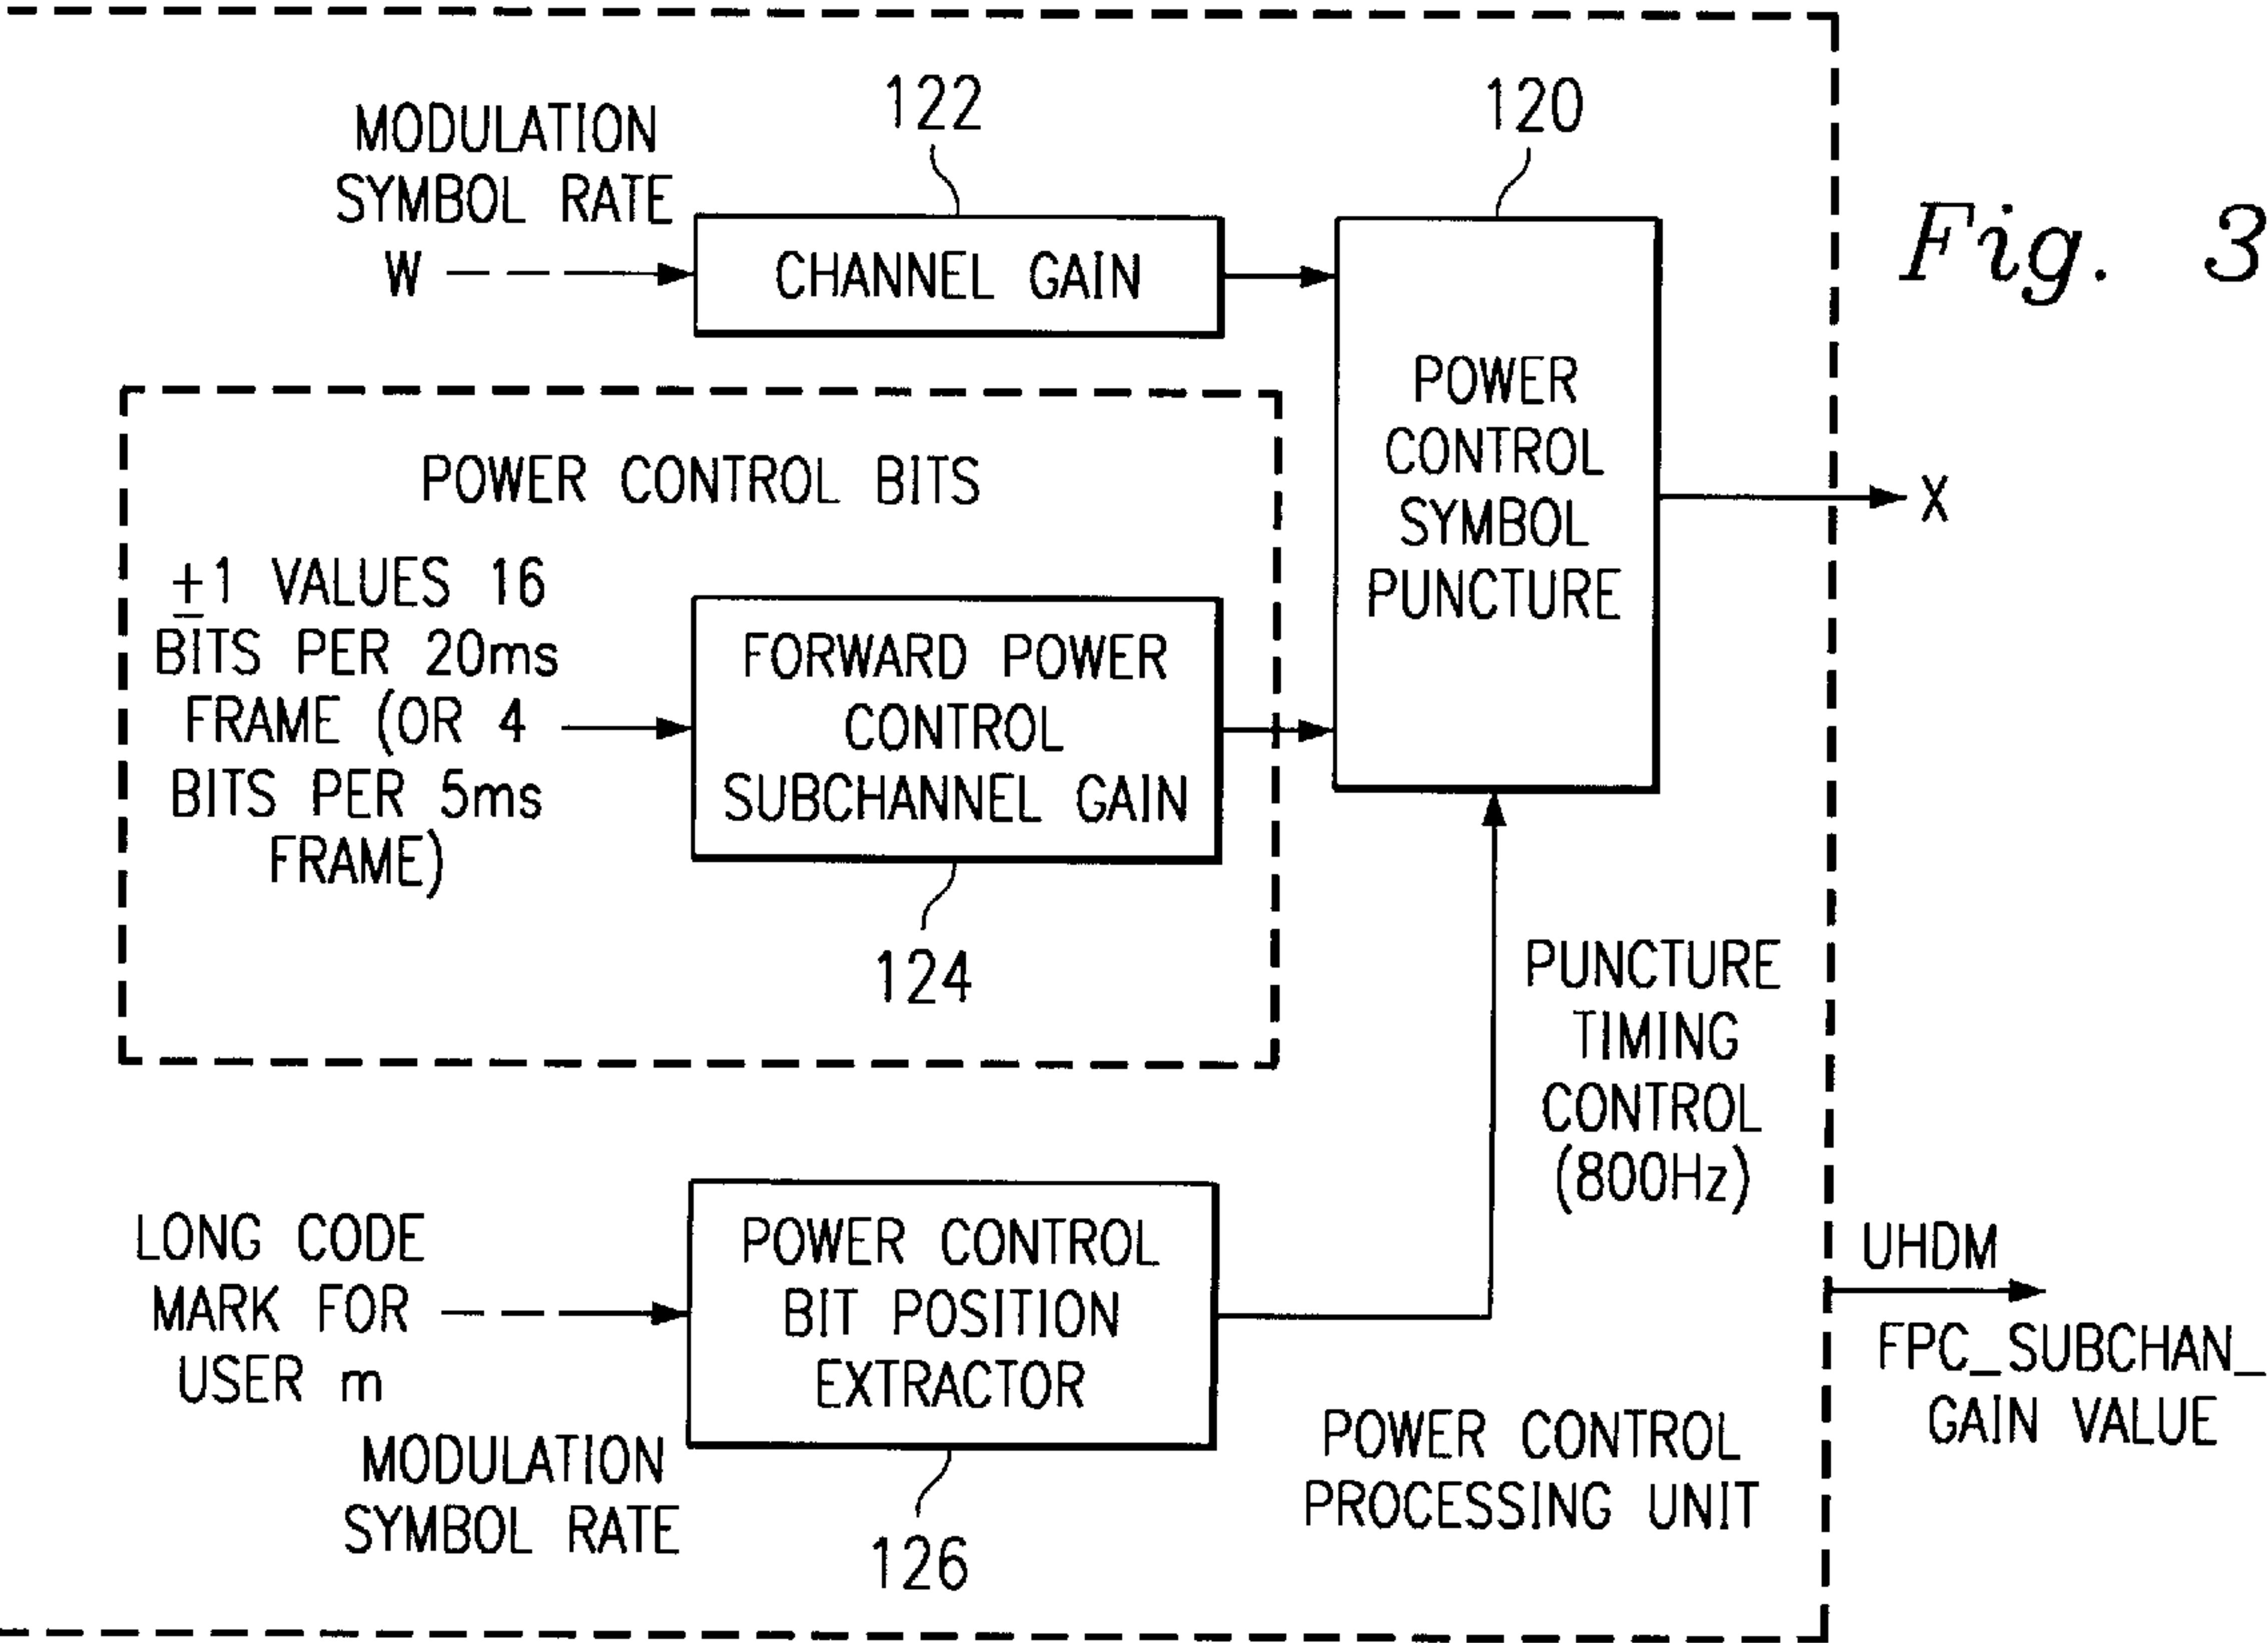 122
120
MODULATION
SYMBOL RATE
W
CHANNEL GAIN
Fig. 3
POWER
CONTROL
SYMBOL
PUNCTURE
X
POWER CONTROL BITS
±1 VALUES 16
BITS PER 20ms
FRAME (OR 4
BITS PER 5ms
FRAME)
FORWARD POWER
CONTROL
SUBCHANNEL GAIN
124
PUNCTURE
TIMING
CONTROL
(800Hz)
LONG CODE
MARK FOR
USER m
MODULATION
SYMBOL RATE
POWER CONTROL
BIT POSITION
EXTRACTOR
126
POWER CONTROL
PROCESSING UNIT
UHDM
FPC_SUBCHAN_
GAIN VALUE